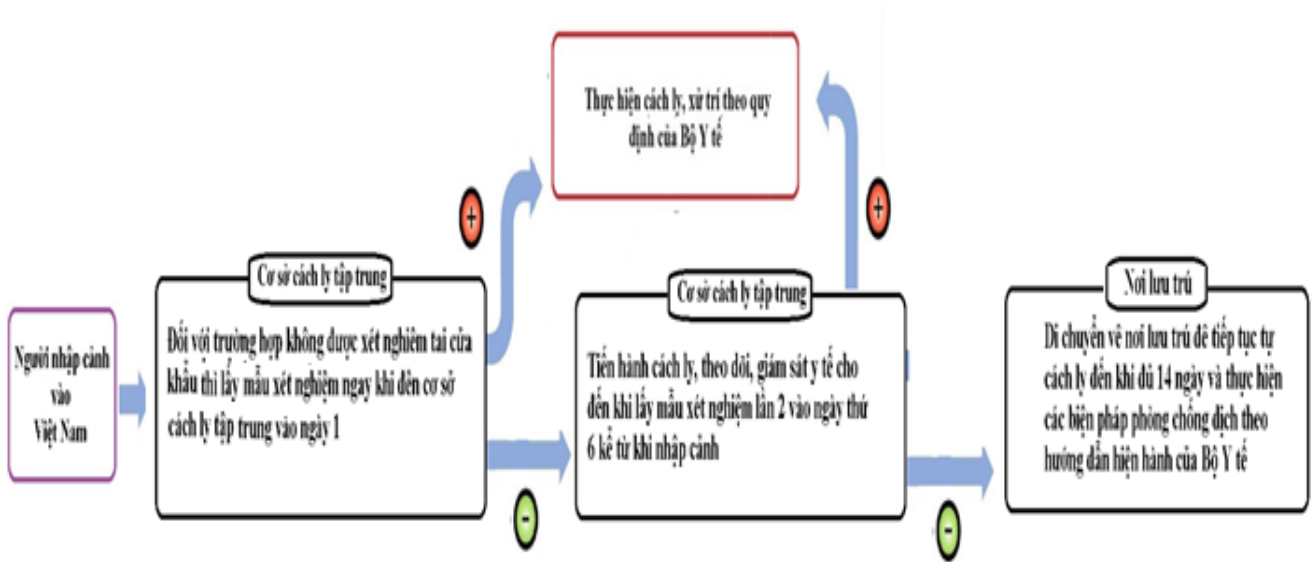 Thực hiện cách ly, xử trí theo quy
định của Bộ Y tế
+
+
Người nhập cảnh
vào
Việt Nam
Cơ sở cách ly tập trung
Đối với trường hợp không được xét nghiêm tai cửa
khẩu thì lấy mẫu xét nghiệm ngay khi đến cơ sở
cách ly tập trung vào ngày 1
-
Cơ sở cách ly tập trung
Tiến hành cách ly, theo dõi, giám sát y tế cho
đến khi lấy mẫu xét nghiệm lần 2 vào ngày thứ
6 kể từ khi nhập cảnh
-
Nơi lưu trú
Di chuyển về nơi lưu trú để tiếp tục tự
cách ly đến khi đủ 14 ngày và thực hiện
các biện pháp phòng chống dịch theo
hướng dẫn hiện hành của Bộ Y tế